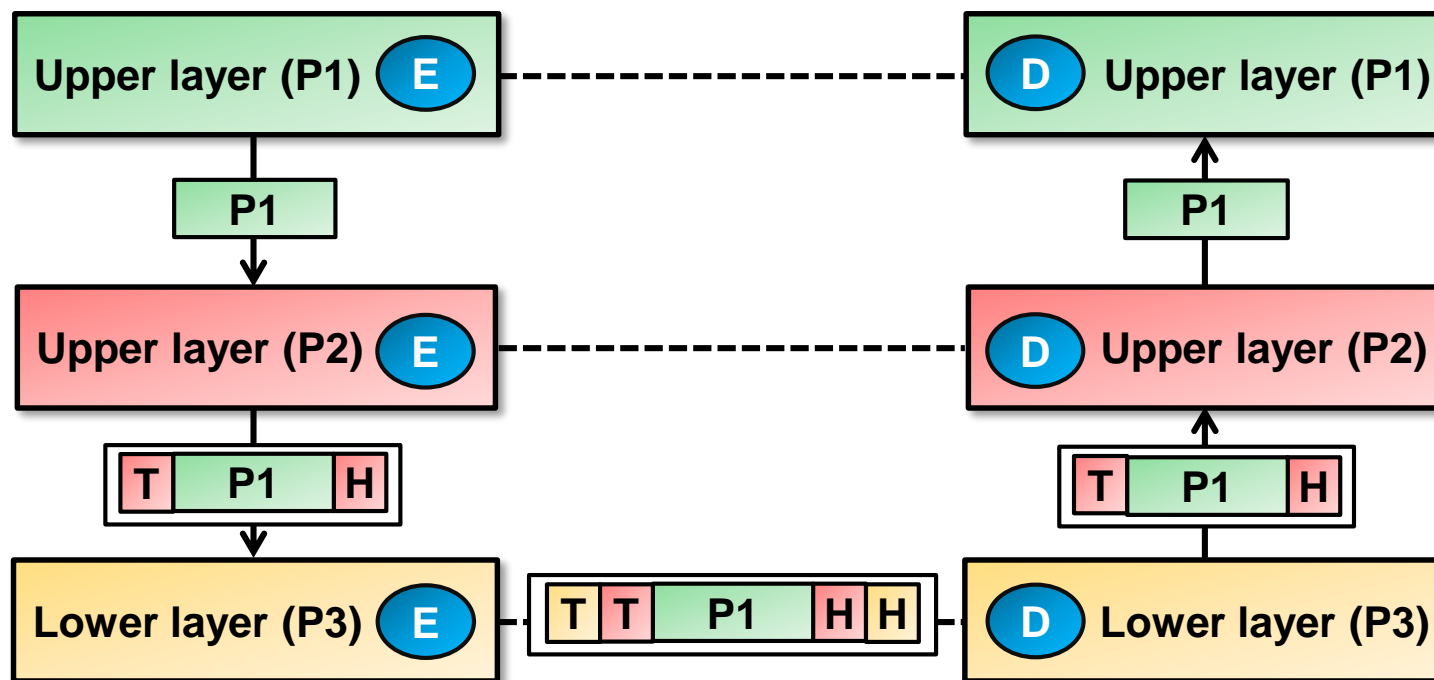 Upper layer (P1) E
D Upper layer (P1)
P1
P1
Upper layer (P2) E
D Upper layer (P2)
T P1 H
T P1 H
Lower layer (P3) E
T T P1 H H
D Lower layer (P3)